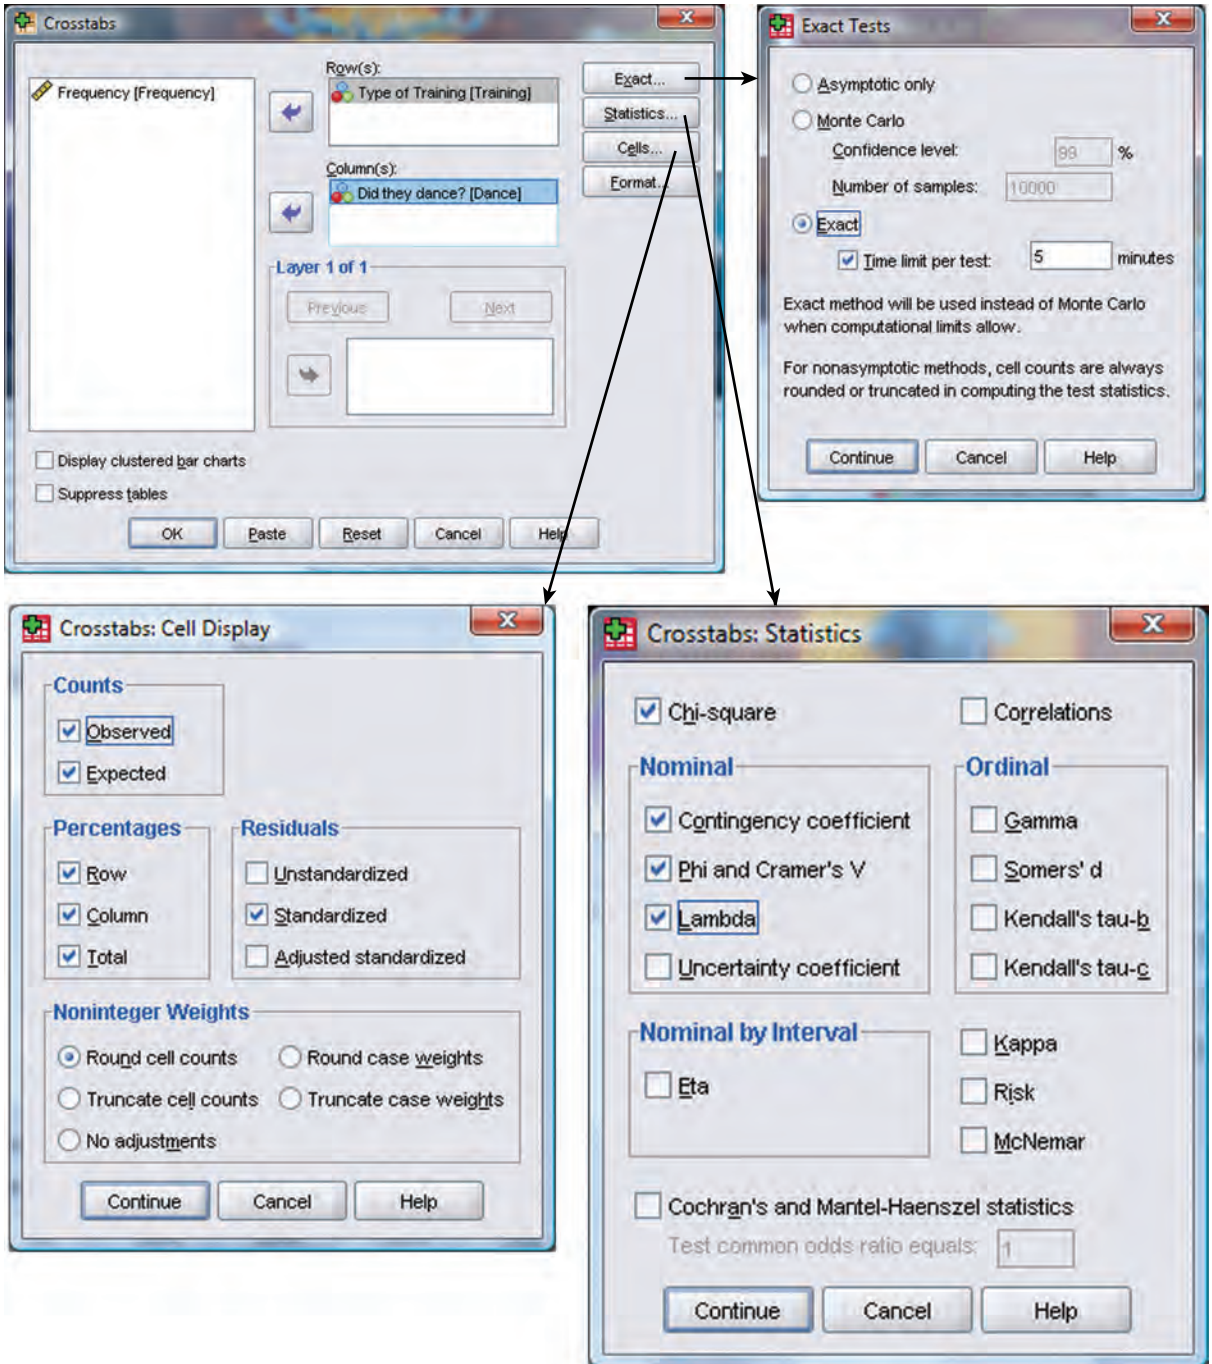 Crosstabs
Frequency [Frequency]
Row(s):
Type of Training [Training]
Column(s):
Did they dance? [Dance]
Layer 1 of 1
Previous
Next
Exact...
Statistics...
Cells...
Format...
Display clustered bar charts
Suppress tables
OK
Paste
Reset
Cancel
Help
Exact Tests
Asymptotic only
Monte Carlo
Confidence level:
99
%
Number of samples:
10000
Exact
Time limit per test:
5
minutes
Exact method will be used instead of Monte Carlo
when computational limits allow.
For nonasymptotic methods, cell counts are always
rounded or truncated in computing the test statistics.
Continue
Cancel
Help
Crosstabs: Cell Display
Counts
Observed
Expected
Percentages
Row
Column
Total
Residuals
Unstandardized
Standardized
Adjusted standardized
Noninteger Weights
Round cell counts
Round case weights
Truncate cell counts
Truncate case weights
No adjustments
Continue
Cancel
Help
Crosstabs: Statistics
Chi-square
Correlations
Nominal
Contingency coefficient
Phi and Cramer's V
Lambda
Uncertainty coefficient
Ordinal
Gamma
Somers' d
Kendall's tau-b
Kendall's tau-c
Nominal by Interval
Eta
Kappa
Risk
McNemar
Cochran's and Mantel-Haenszel statistics
Test common odds ratio equals:
1
Continue
Cancel
Help